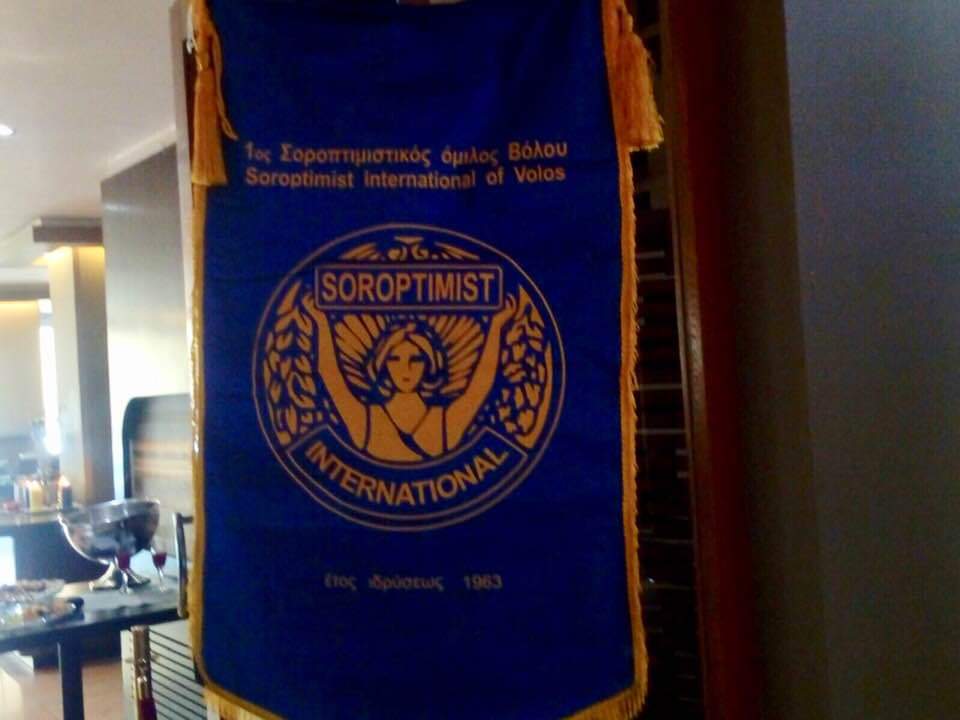 1ος Σοροπτιμιστικός όμιλος Βόλου
Soroptimist International of Volos
SOROPTIMIST
INTERNATIONAL
έτος ιδρύσεως 1963